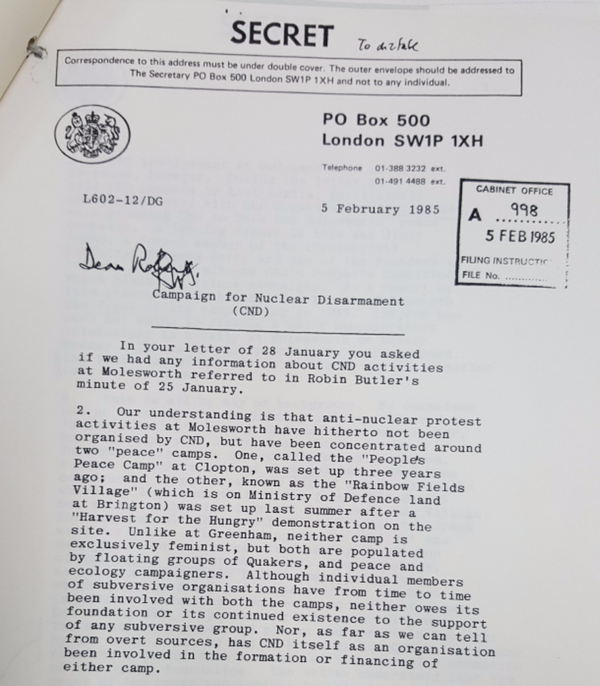 SECRET
Correspondence to this address must be under double cover. The outer envelope should be addressed to
The Secretary PO Box 500 London SW1P 1XH and not to any individual.
PO Box 500
London SW1P 1XH
Telephone 01-388 3232 ext.
01-491 4488 ext.
L602-12/DG
5 February 1985
CABINET OFFICE
A 998
5 FEB 1985
FILING INSTRUCTIO
FILE No. ............
Dear
Campaign for Nuclear Disarmament
(CND)
In your letter of 28 January you asked
if we had any information about CND activities
at Molesworth referred to in Robin Butler's
minute of 25 January.
2. Our understanding is that anti-nuclear protest
activities at Molesworth have hitherto not been
organised by CND, but have been concentrated around
two "peace" camps. One, called the "People's
Peace Camp" at Clopton, was set up three years
ago; and the other, known as the "Rainbow Fields
Village" (which is on Ministry of Defence land
at Brington) was set up last summer after a
"Harvest for the Hungry" demonstration on the
site. Unlike at Greenham, neither camp is
exclusively feminist, but both are populated
by floating groups of Quakers, and peace and
ecology campaigners. Although individual members
of subversive organisations have from time to time
been involved with both the camps, neither owes its
foundation or its continued existence to the support
of any subversive group. Nor, as far as we can tell
from overt sources, has CND itself as an organisation
been involved in the formation or financing of
either camp.